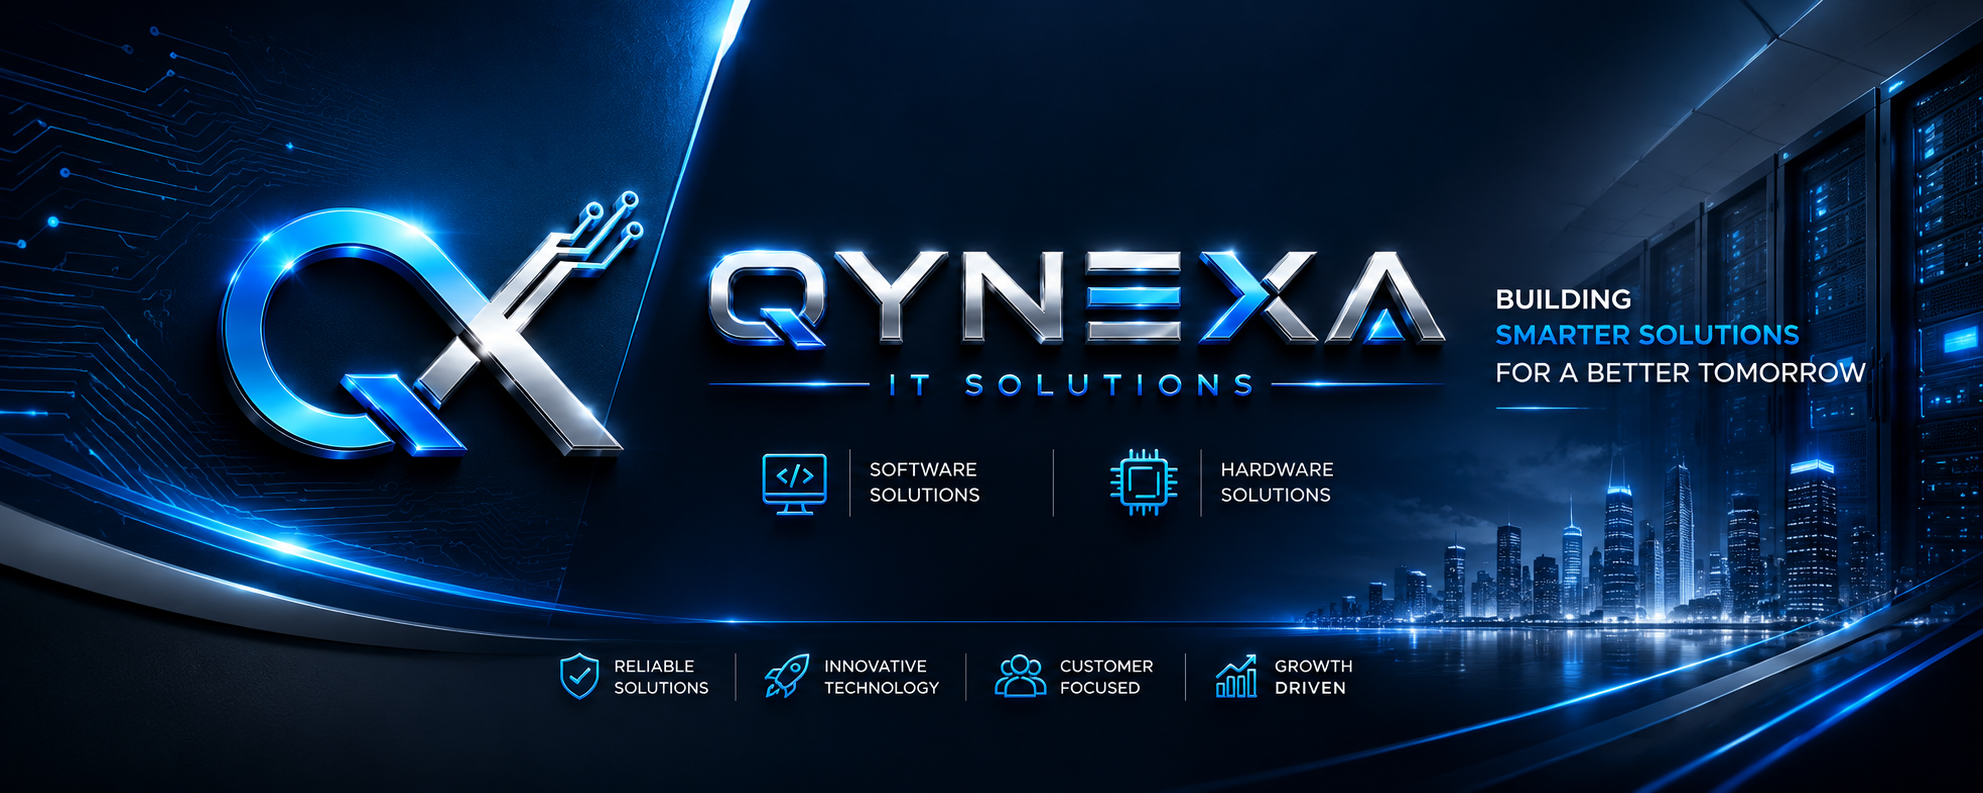 QX
QYNEXA
IT SOLUTIONS
BUILDING
SMARTER SOLUTIONS
FOR A BETTER TOMORROW
</>
SOFTWARE
SOLUTIONS
HARDWARE
SOLUTIONS
RELIABLE
SOLUTIONS
INNOVATIVE
TECHNOLOGY
CUSTOMER
FOCUSED
GROWTH
DRIVEN